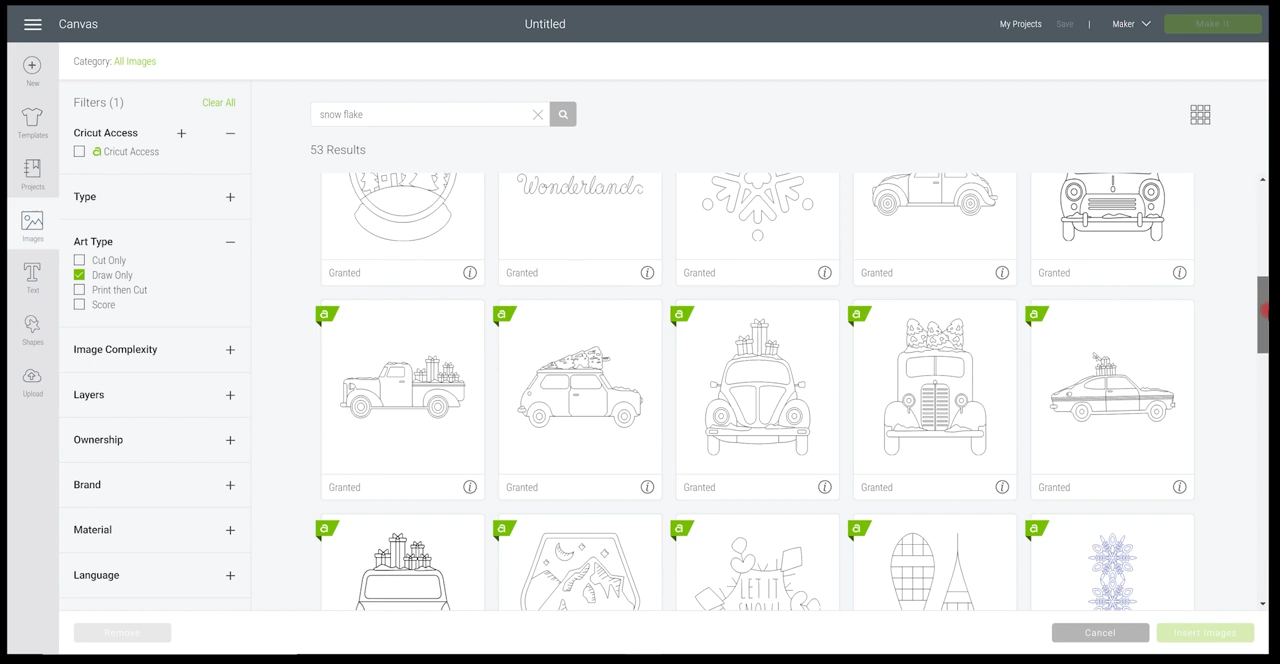 Canvas
Untitled
My Projects Save | Maker Make It
New
Templates
Projects
Images
Text
Shapes
Upload
Category: All Images
Filters (1) Clear All
Cricut Access
Cricut Access
Type
Art Type
Cut Only
Draw Only
Print then Cut
Score
Image Complexity
Layers
Ownership
Brand
Material
Language
snow flake
53 Results
Wonderland
Granted Granted Granted Granted Granted
Granted Granted Granted Granted Granted
LET IT
SNOW
Remove
Cancel Insert Images